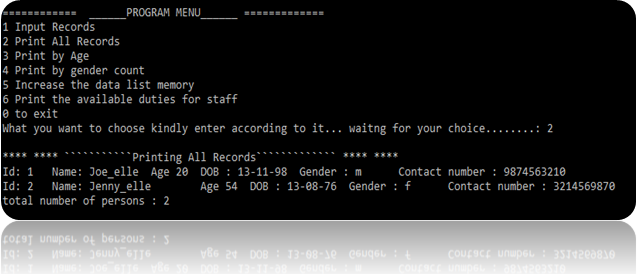 ============ ______PROGRAM MENU______ =============
1 Input Records
2 Print All Records
3 Print by Age
4 Print by gender count
5 Increase the data list memory
6 Print the available duties for staff
0 to exit
What you want to choose kindly enter according to it... waitng for your choice........: 2
**** **** ```````````Printing All Records````````````` **** ****
Id: 1 Name: Joe_elle Age 20 DOB : 13-11-98 Gender : m Contact number : 9874563210
Id: 2 Name: Jenny_elle Age 54 DOB : 13-08-76 Gender : f Contact number : 3214569870
total number of persons : 2